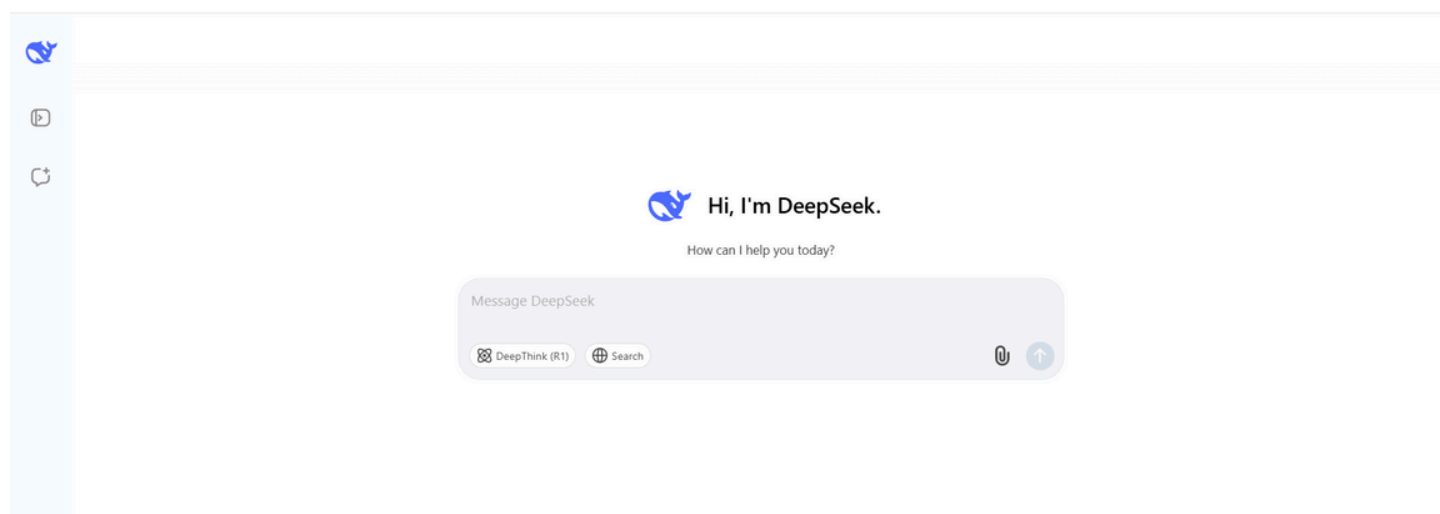 Hi, I'm DeepSeek.
How can I help you today?
Message DeepSeek
DeepThink (R1) Search